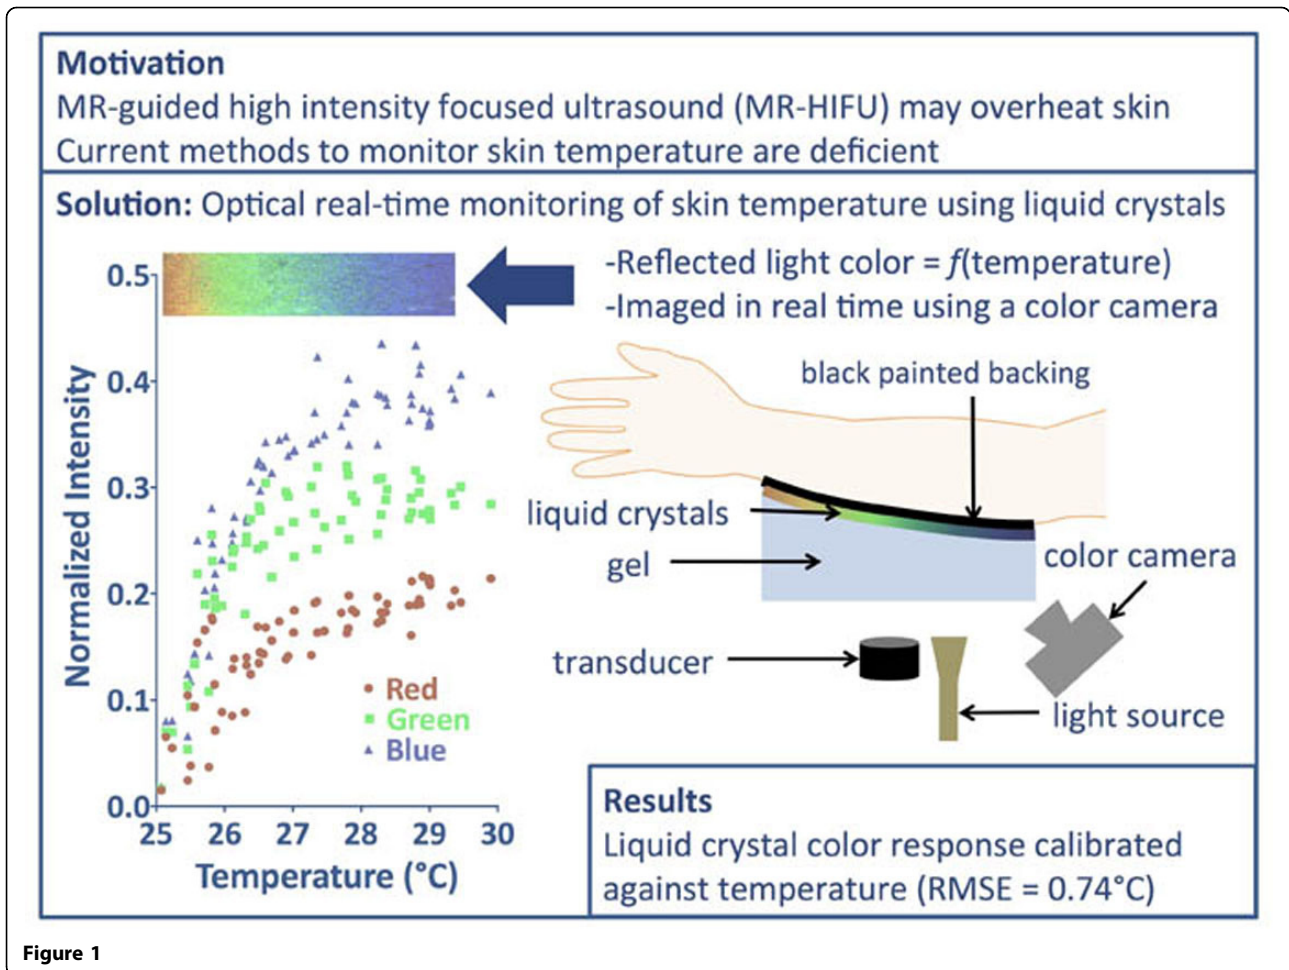 Motivation
MR-guided high intensity focused ultrasound (MR-HIFU) may overheat skin
Current methods to monitor skin temperature are deficient
Solution: Optical real-time monitoring of skin temperature using liquid crystals
-Reflected light color = f(temperature)
-Imaged in real time using a color camera
0.5
0.4
0.3
0.2
0.1
0.0
Normalized Intensity
Red
Green
Blue
25 26 27 28 29 30
Temperature (°C)
black painted backing
liquid crystals
gel
color camera
transducer
light source
Results
Liquid crystal color response calibrated
against temperature (RMSE = 0.74°C)
Figure 1